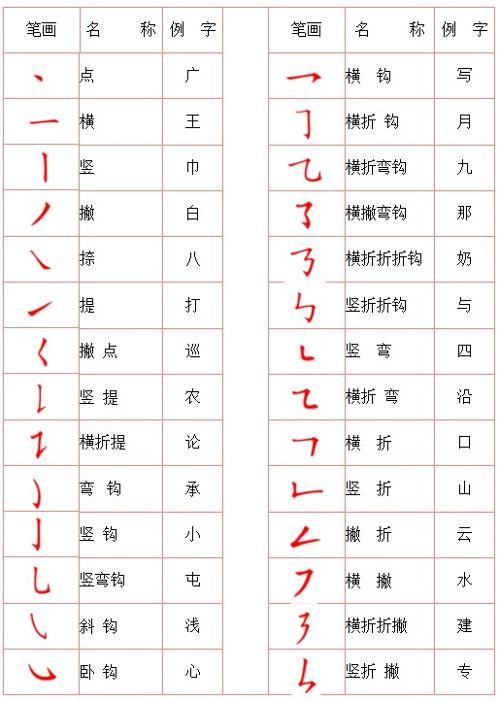 笔画 名 称 例 字 笔画 名 称 例 字
点 广 横 钩 写
横 王 横折 钩 月
竖 巾 横折弯钩 九
撇 白 横撇弯钩 那
捺 八 横折折折钩 奶
提 打 竖折折钩 与
撇 点 巡 竖 弯 四
竖 提 农 横折 弯 沿
横折提 论 横 折 口
弯 钩 承 竖 折 山
竖 钩 小 撇 折 云
竖弯钩 屯 横 撇 水
斜 钩 浅 横折折撇 建
卧 钩 心 竖折 撇 专